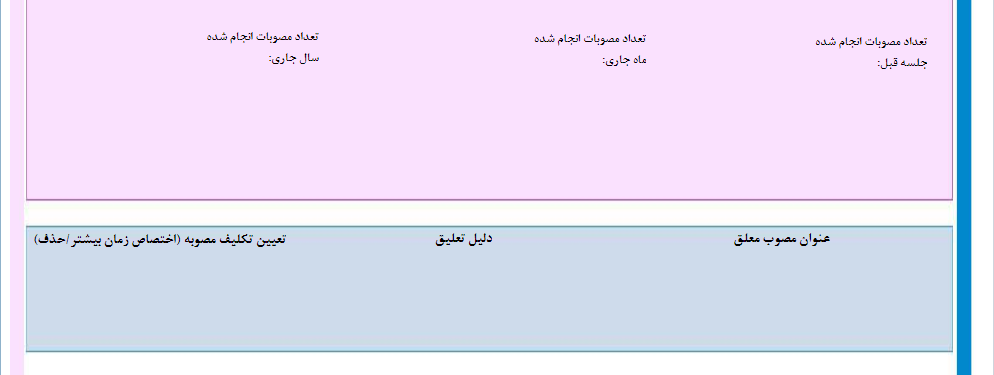 تعداد مصوبات انجام شده
جلسه قبل:
تعداد مصوبات انجام شده
ماه جاری:
تعداد مصوبات انجام شده
سال جاری:
عنوان مصوب معلق
دلیل تعلیق
تعیین تکلیف مصوبه (اختصاص زمان بیشتر /حذف)